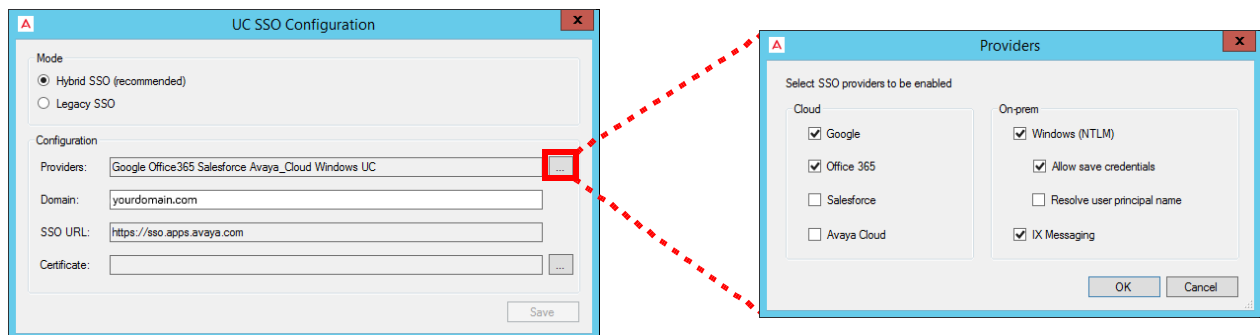 UC SSO Configuration
x
Mode
Hybrid SSO (recommended)
Legacy SSO
Configuration
Providers: Google Office365 Salesforce Avaya_Cloud Windows UC ...
Domain: yourdomain.com
SSO URL: https://sso.apps.avaya.com
Certificate: ...
Save
Providers
x
Select SSO providers to be enabled
Cloud
Google
Office 365
Salesforce
Avaya Cloud
On-prem
Windows (NTLM)
Allow save credentials
Resolve user principal name
IX Messaging
OK Cancel